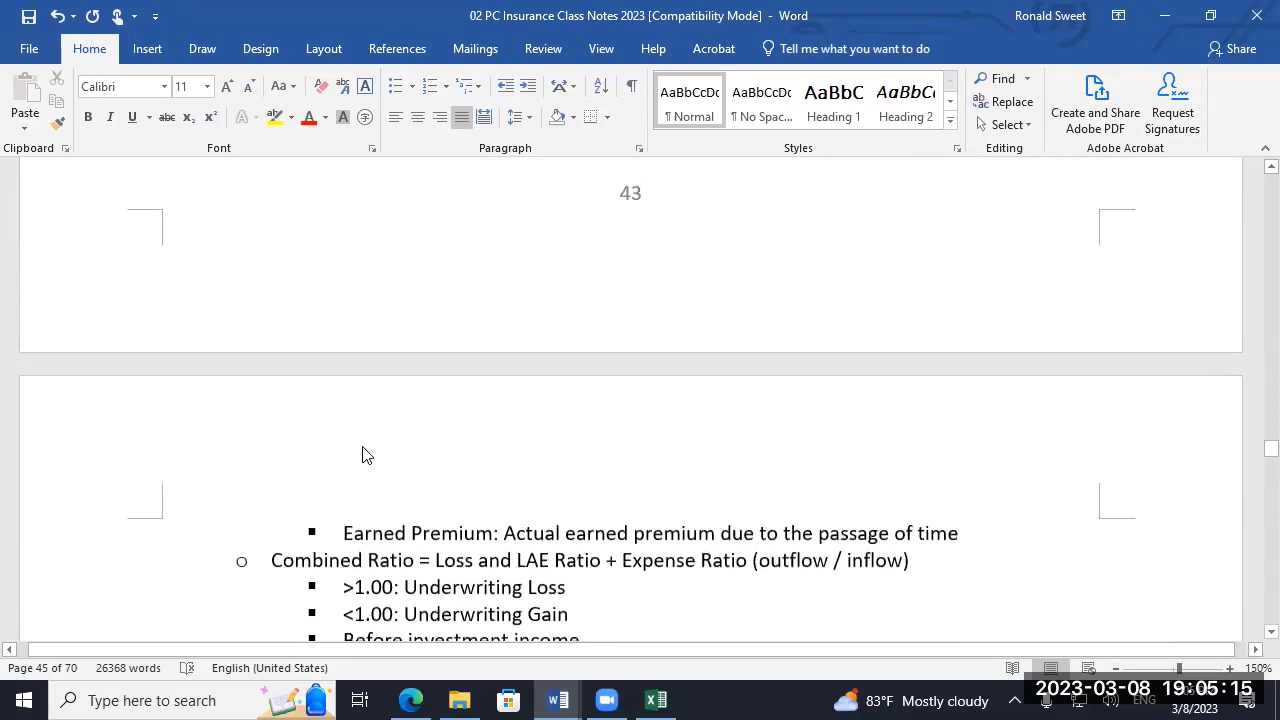 02 PC Insurance Class Notes 2023 [Compatibility Mode] - Word
Ronald Sweet
File Home Insert Draw Design Layout References Mailings Review View Help Acrobat Tell me what you want to do Share
Paste
Clipboard
Calibri 11
Font
Paragraph
AaBbCcDc AaBbCcDc AaBbC AaBbC
¶ Normal ¶ No Spac... Heading 1 Heading 2
Styles
Find
Replace
Select
Editing
Create and Share Adobe PDF
Request Signatures
Adobe Acrobat
43
▪ Earned Premium: Actual earned premium due to the passage of time
o Combined Ratio = Loss and LAE Ratio + Expense Ratio (outflow / inflow)
▪ >1.00: Underwriting Loss
▪ <1.00: Underwriting Gain
▪ Before investment income
Page 45 of 70 26368 words English (United States) 150%
Type here to search
83°F Mostly cloudy
ENG
2023-03-08 19:05:15
3/8/2023